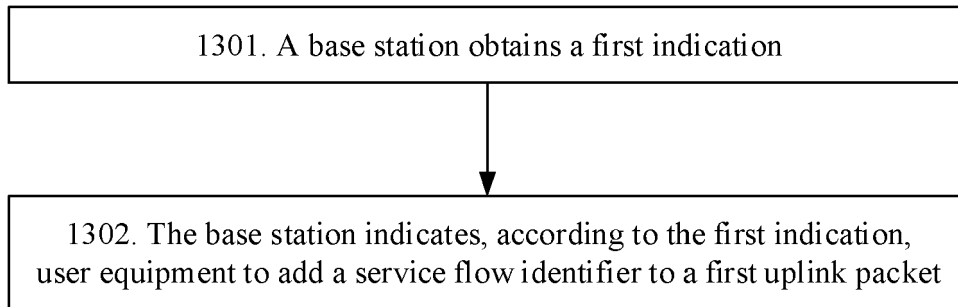 1301. A base station obtains a first indication
1302. The base station indicates, according to the first indication,
user equipment to add a service flow identifier to a first uplink packet